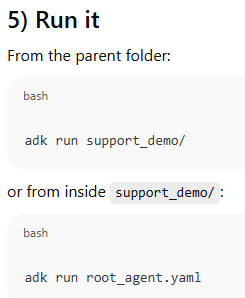 5) Run it
From the parent folder:
bash
adk run support_demo/
or from inside support_demo/:
bash
adk run root_agent.yaml